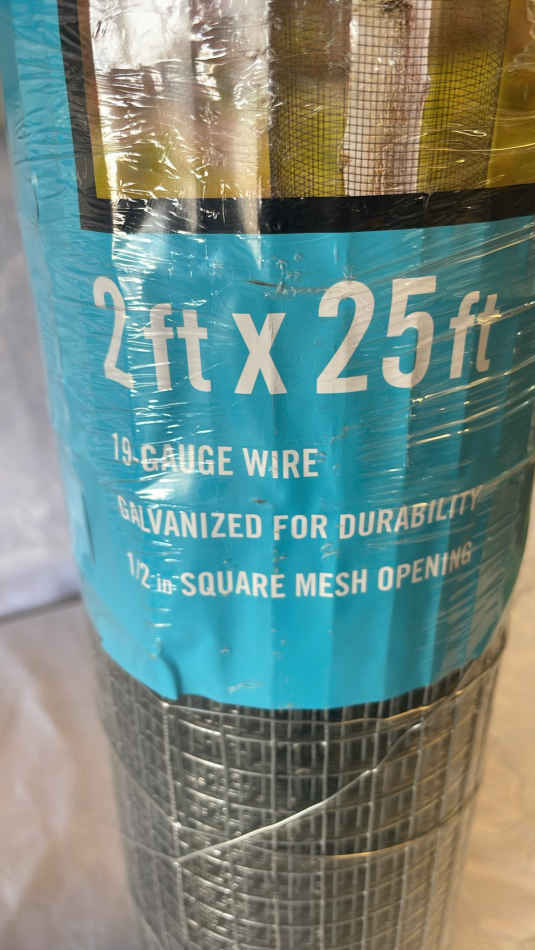 2 ft x 25 ft
19-GAUGE WIRE
GALVANIZED FOR DURABILITY
1/2 in-SQUARE MESH OPENING